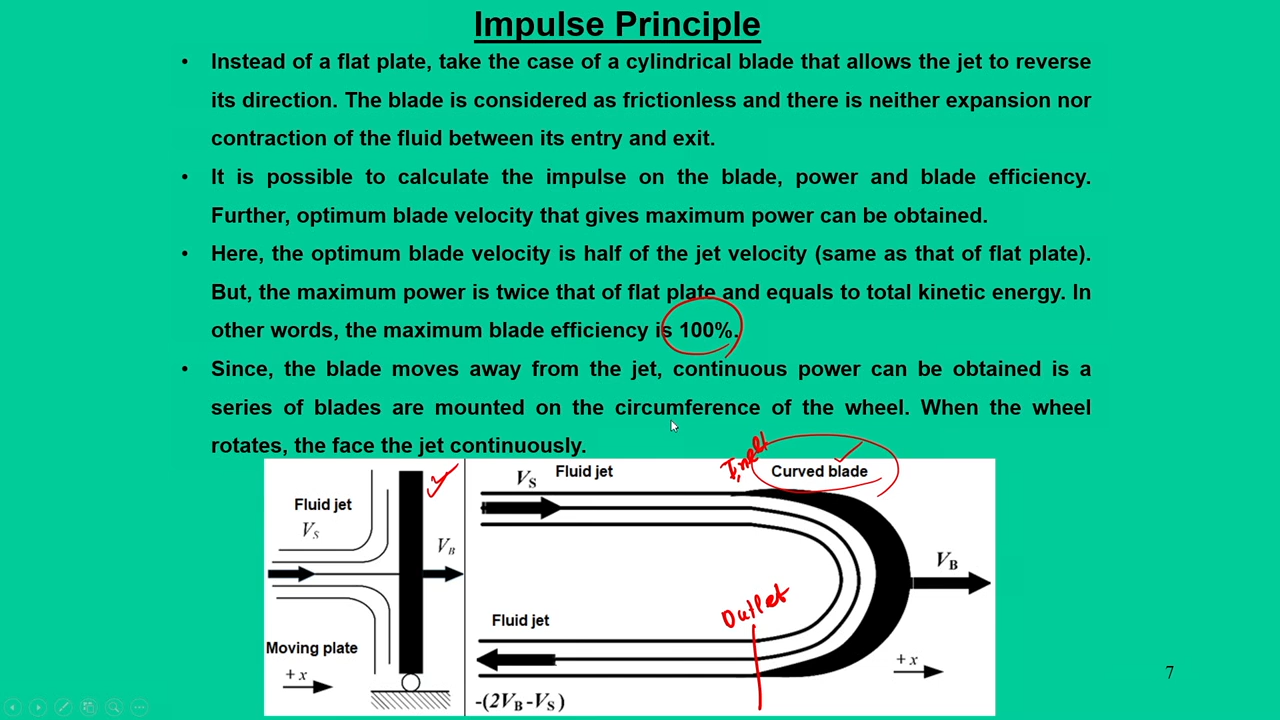 Impulse Principle
• Instead of a flat plate, take the case of a cylindrical blade that allows the jet to reverse
its direction. The blade is considered as frictionless and there is neither expansion nor
contraction of the fluid between its entry and exit.
• It is possible to calculate the impulse on the blade, power and blade efficiency.
Further, optimum blade velocity that gives maximum power can be obtained.
• Here, the optimum blade velocity is half of the jet velocity (same as that of flat plate).
But, the maximum power is twice that of flat plate and equals to total kinetic energy. In
other words, the maximum blade efficiency is 100%.
• Since, the blade moves away from the jet, continuous power can be obtained is a
series of blades are mounted on the circumference of the wheel. When the wheel
rotates, the face the jet continuously.
Fluid jet
VS
VB
Moving plate
+ x
VS
Fluid jet
Curved blade
VB
Outlet
Fluid jet
+ x
-(2VB -VS)
7